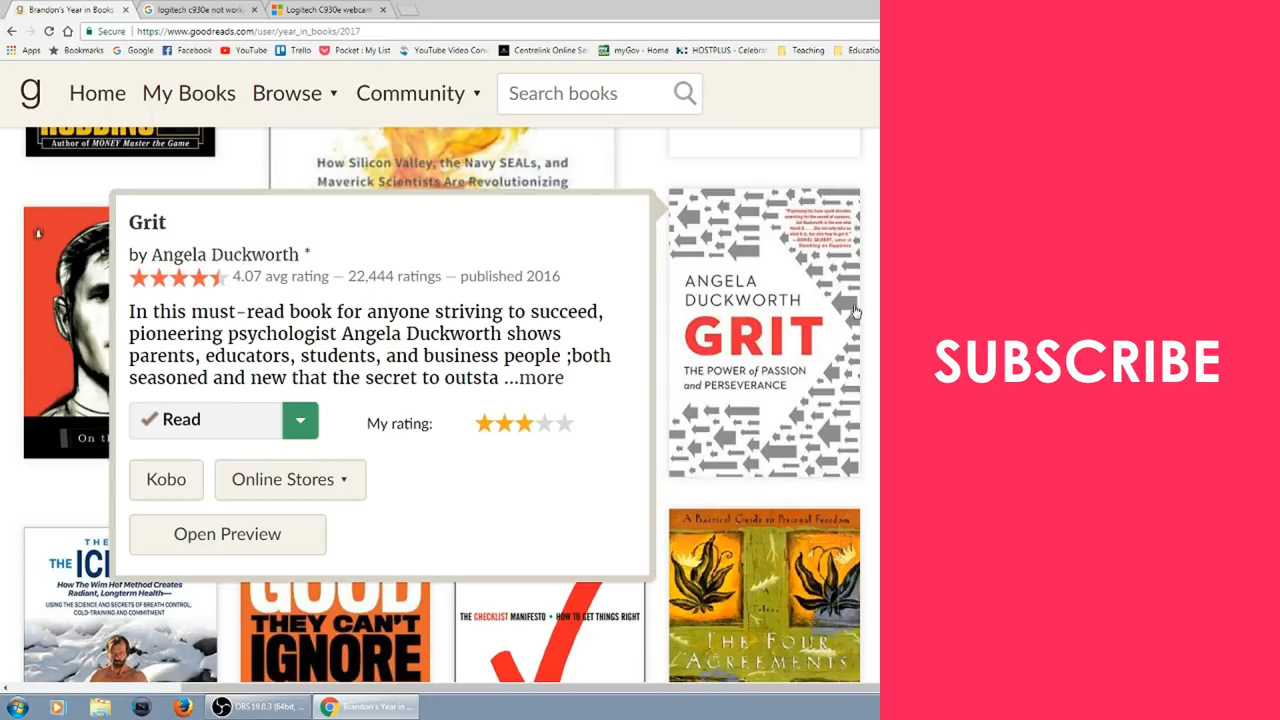 Brandon's Year in Books
logitech c930e not work
Logitech C930e webcam
Secure
https://www.goodreads.com/user/year_in_books/2017
Apps
Bookmarks
Google
Facebook
YouTube
Trello
Pocket : My List
YouTube Video Con
Centrelink Online Se
myGov - Home
HOSTPLUS - Celebrat
Teaching
Educatio
g
Home
My Books
Browse
Community
Search books
Author of MONEY Master the Game
How Silicon Valley, the Navy SEALs, and
Maverick Scientists Are Revolutionizing
Grit
by Angela Duckworth *
4.07 avg rating — 22,444 ratings — published 2016
In this must-read book for anyone striving to succeed,
pioneering psychologist Angela Duckworth shows
parents, educators, students, and business people ;both
seasoned and new that the secret to outsta ...more
Read
My rating:
Kobo
Online Stores
Open Preview
ANGELA
DUCKWORTH
GRIT
THE POWER of PASSION
and PERSEVERANCE
On th
THE
THE IC
How The Wim Hof Method Creates
Radiant, Longterm Health—
USING THE SCIENCE AND SECRETS OF BREATH CONTROL,
COLD-TRAINING AND COMMITMENT
GOOD
THEY CAN'T
IGNORE
THE CHECKLIST MANIFESTO • HOW TO GET THINGS RIGHT
A Practical Guide to Personal Freedom
A Toltec
THE FOUR
AGREEMENTS
SUBSCRIBE
OBS 19.0.3 (64bit, ...
Brandon's Year in ...